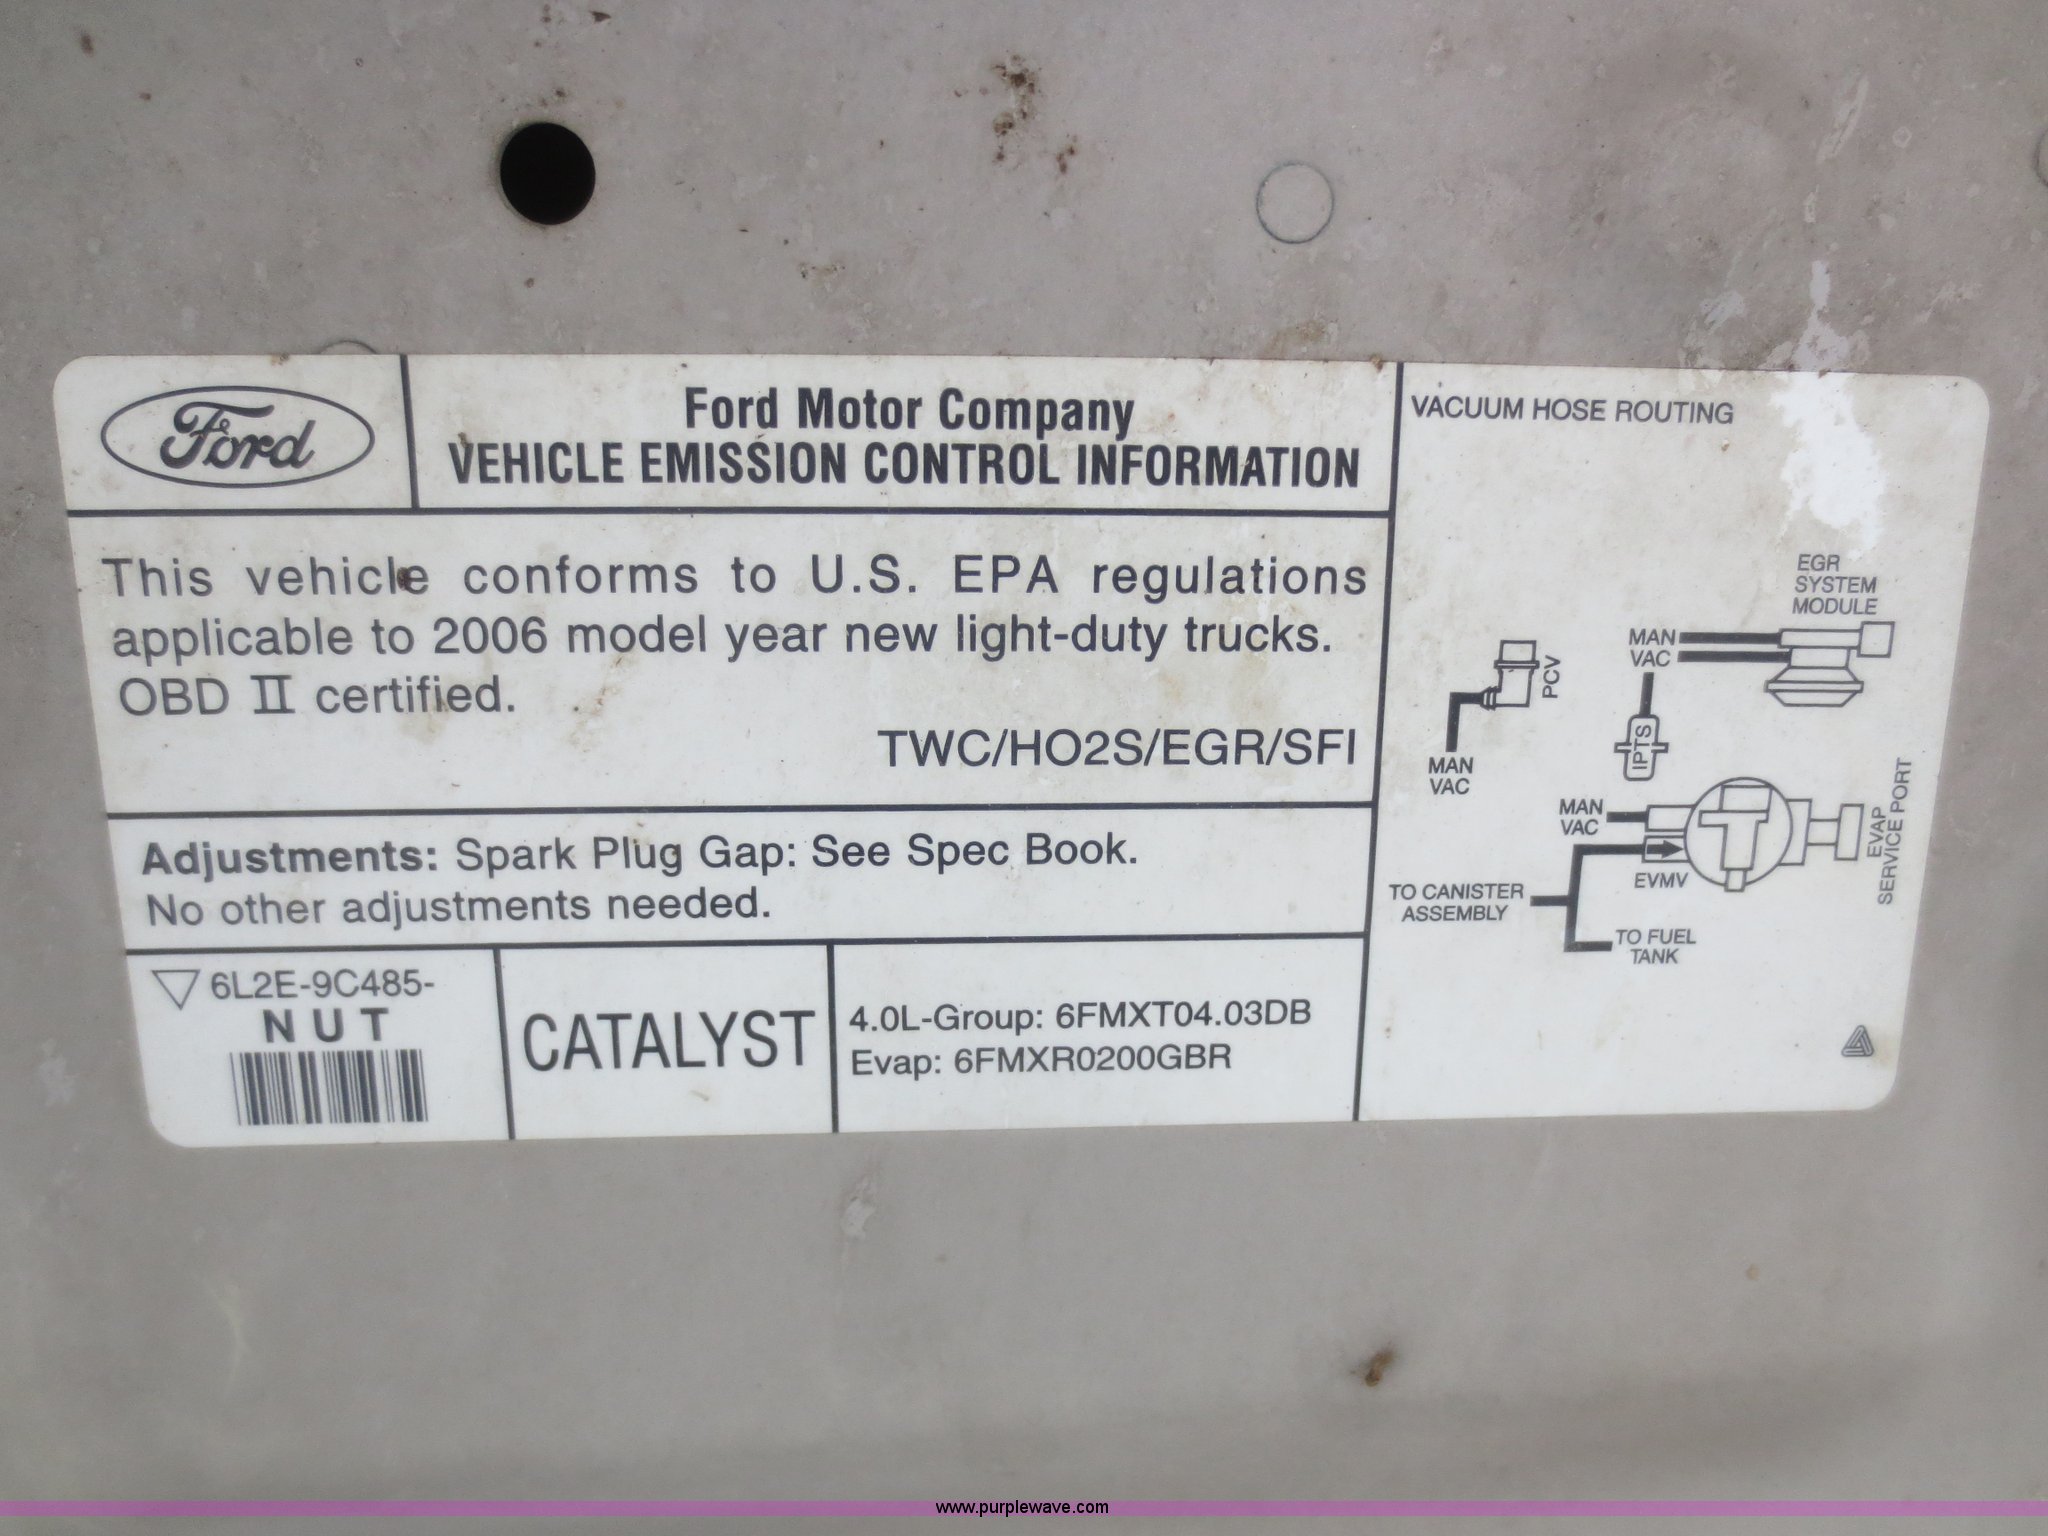 Ford
Ford Motor Company
VEHICLE EMISSION CONTROL INFORMATION
This vehicle conforms to U.S. EPA regulations
applicable to 2006 model year new light-duty trucks.
OBD II certified.
TWC/HO2S/EGR/SFI
Adjustments: Spark Plug Gap: See Spec Book.
No other adjustments needed.
6L2E-9C485-
NUT
CATALYST
4.0L-Group: 6FMXT04.03DB
Evap: 6FMXR0200GBR
VACUUM HOSE ROUTING
EGR
SYSTEM
MODULE
MAN
VAC
PCV
MAN
VAC
IPTS
MAN
VAC
EVMV
EVAP
SERVICE PORT
TO CANISTER
ASSEMBLY
TO FUEL
TANK
www.purplewave.com